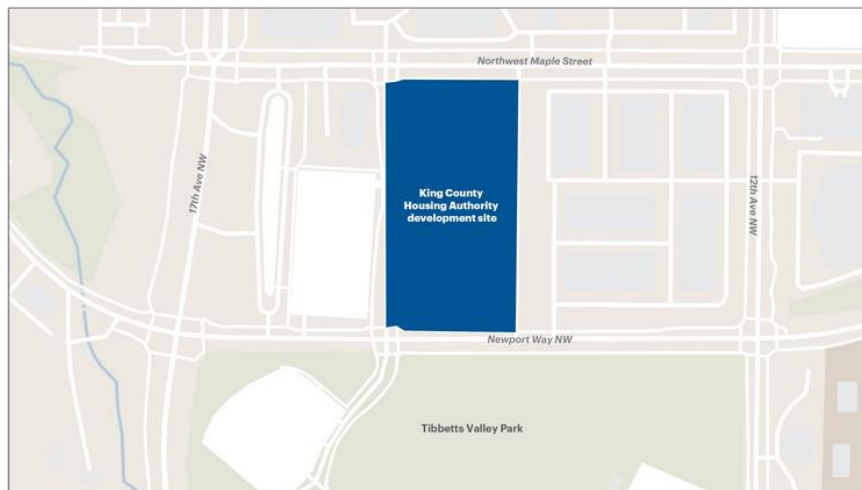 Northwest Maple Street
17th Ave NW
King County
Housing Authority
development site
12th Ave NW
Newport Way NW
Tibbetts Valley Park